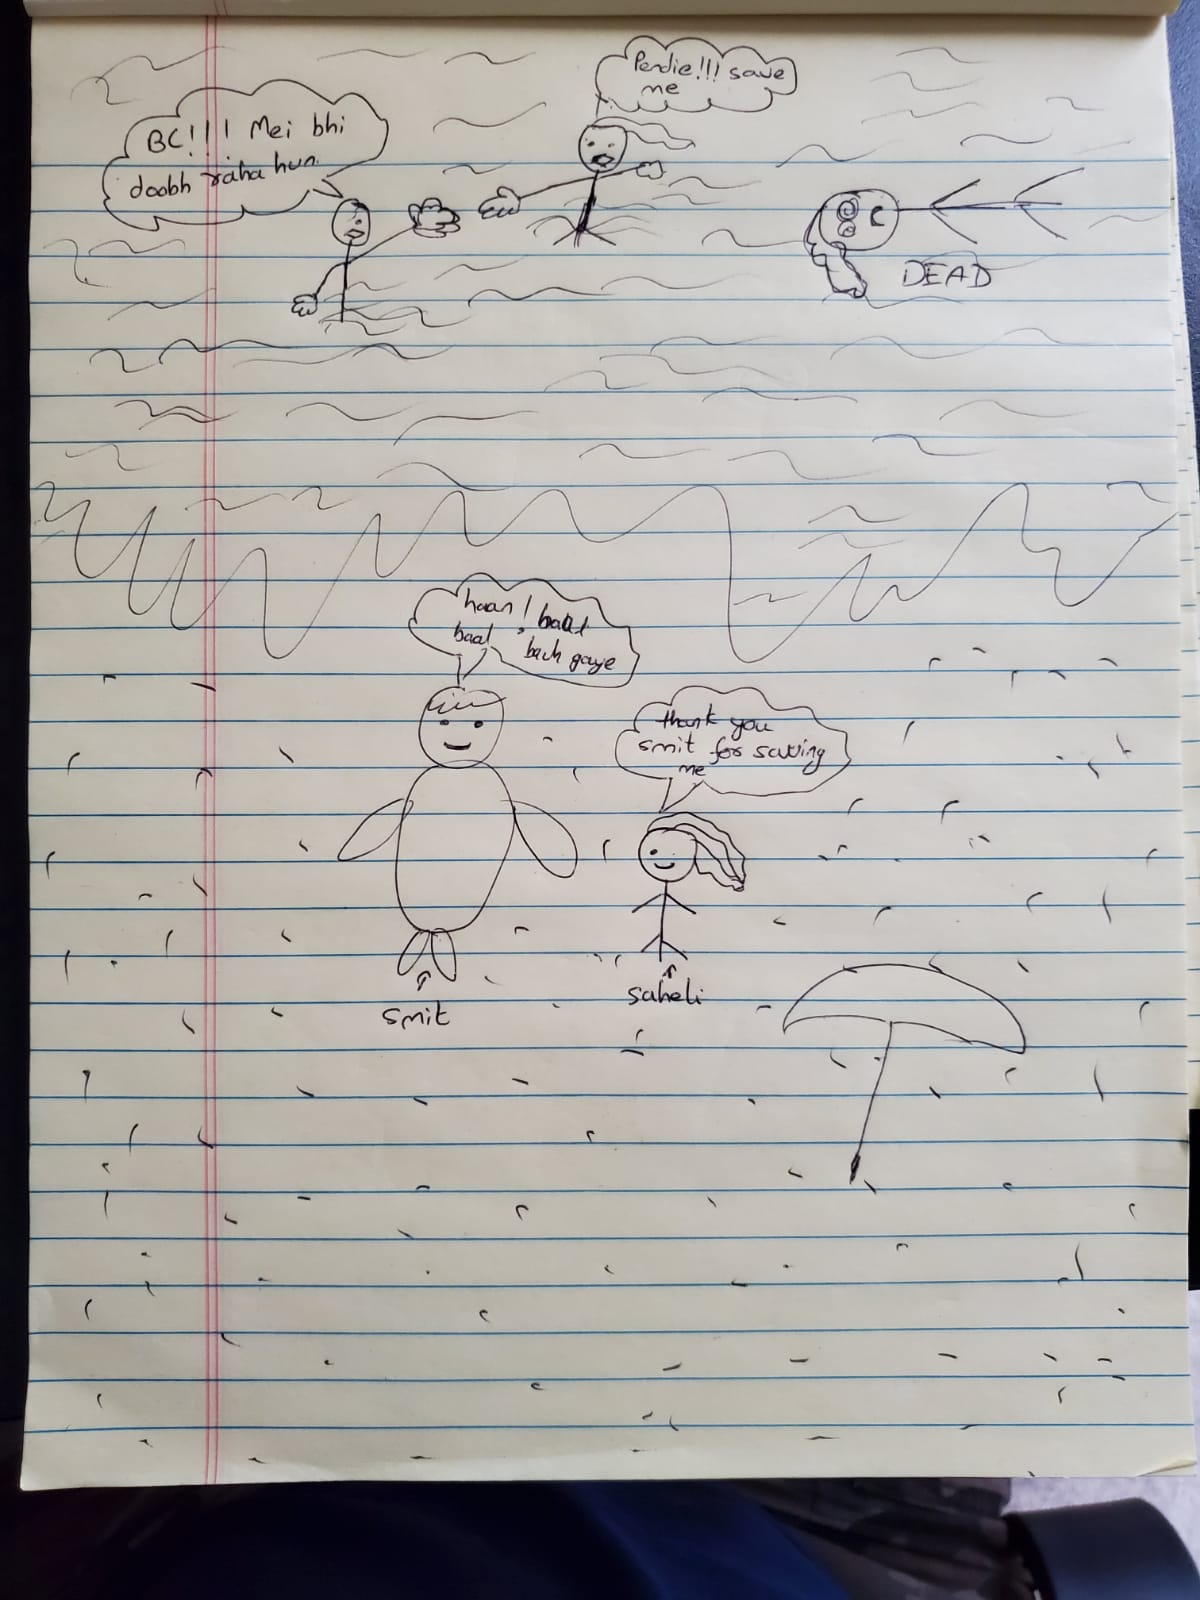 Pendie!!! save
me
BC!!! Mei bhi
doobh raha hun
DEAD
haan! baal
baal bach gaye
thank you
smit for saving
me
smit
saheli